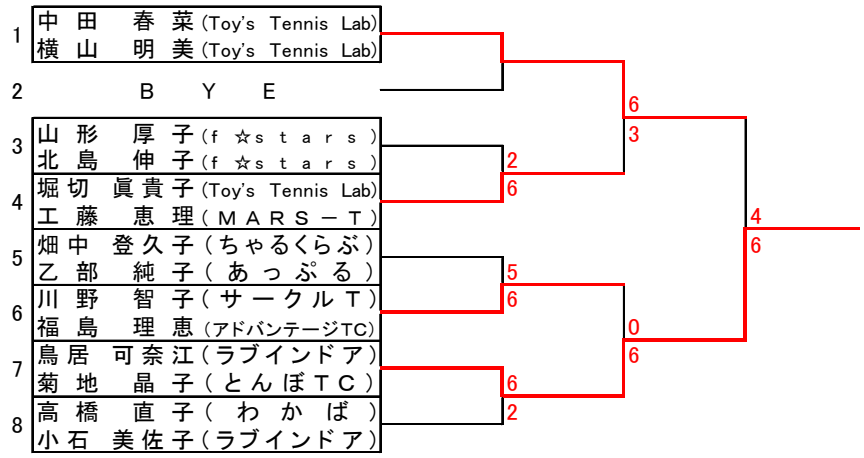 1 中田 春菜(Toy's Tennis Lab)
横山 明美(Toy's Tennis Lab)
2 BYE
3 山形 厚子(f☆stars)
北島 伸子(f☆stars)
4 堀切 眞貴子(Toy's Tennis Lab)
工藤 恵理(MARS－T)
5 畑中 登久子(ちゃるくらぶ)
乙部 純子(あっぷる)
6 川野 智子(サークルT)
福島 理恵(アドバンテージTC)
7 鳥居 可奈江(ラブインドア)
菊地 晶子(とんぼTC)
8 高橋 直子(わかば)
小石 美佐子(ラブインドア)
2
6
5
6
6
2
6
3
0
6
4
6